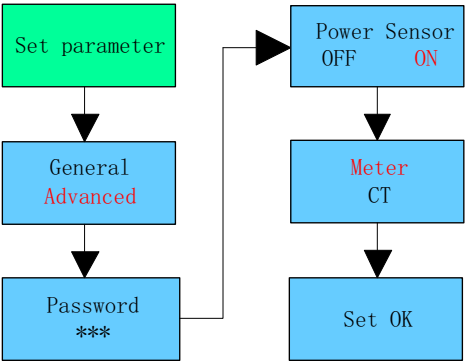 Set parameter
General
Advanced
Password
***
Power Sensor
OFF ON
Meter
CT
Set OK